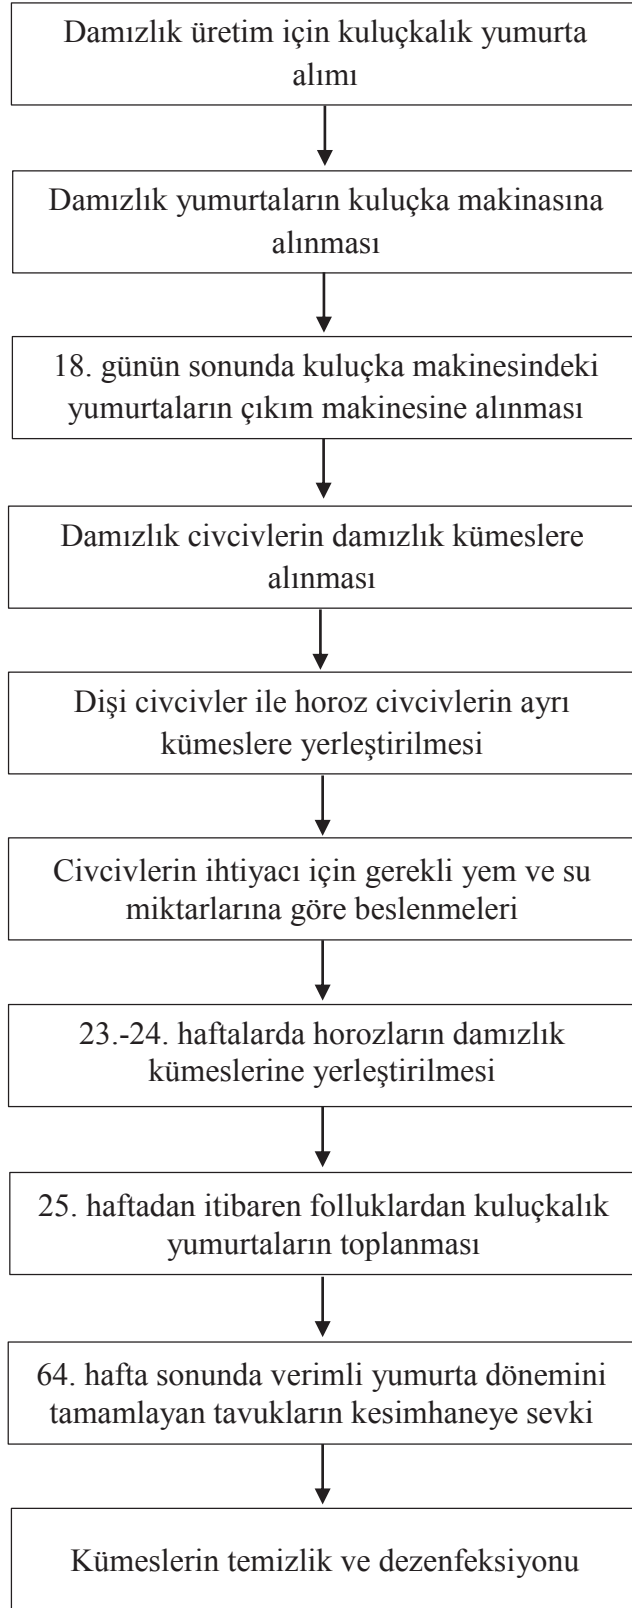 Damızlık üretim için kuluçkalık yumurta
alımı
Damızlık yumurtaların kuluçka makinasına
alınması
18. günün sonunda kuluçka makinesindeki
yumurtaların çıkım makinesine alınması
Damızlık civcivlerin damızlık kümeslere
alınması
Dişi civcivler ile horoz civcivlerin ayrı
kümeslere yerleştirilmesi
Civcivlerin ihtiyacı için gerekli yem ve su
miktarlarına göre beslenmeleri
23.-24. haftalarda horozların damızlık
kümeslerine yerleştirilmesi
25. haftadan itibaren folluklardan kuluçkalık
yumurtaların toplanması
64. hafta sonunda verimli yumurta dönemini
tamamlayan tavukların kesimhaneye sevki
Kümeslerin temizlik ve dezenfeksiyonu